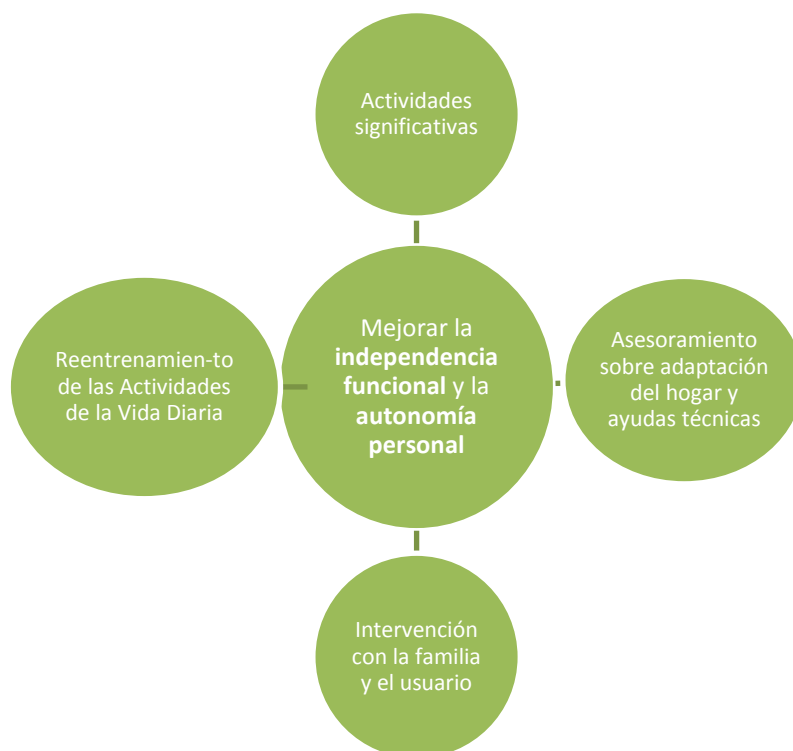 Actividades
significativas
Mejorar la
independencia
funcional y la
autonomía
personal
Reentrenamien-to
de las Actividades
de la Vida Diaria
Asesoramiento
sobre adaptación
del hogar y
ayudas técnicas
Intervención
con la familia
y el usuario